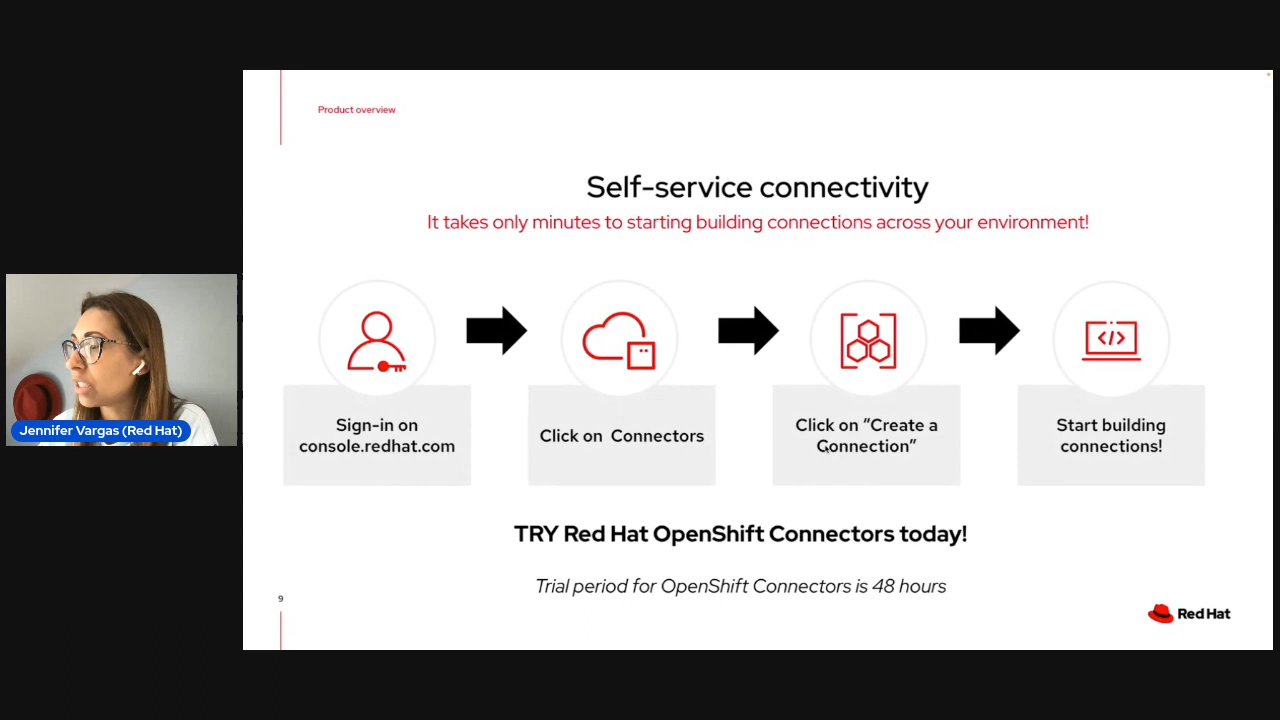 Product overview
Self-service connectivity
It takes only minutes to starting building connections across your environment!
Sign-in on
console.redhat.com
Click on Connectors
Click on “Create a
Connection”
Start building
connections!
TRY Red Hat OpenShift Connectors today!
Trial period for OpenShift Connectors is 48 hours
9
Red Hat
Jennifer Vargas (Red Hat)